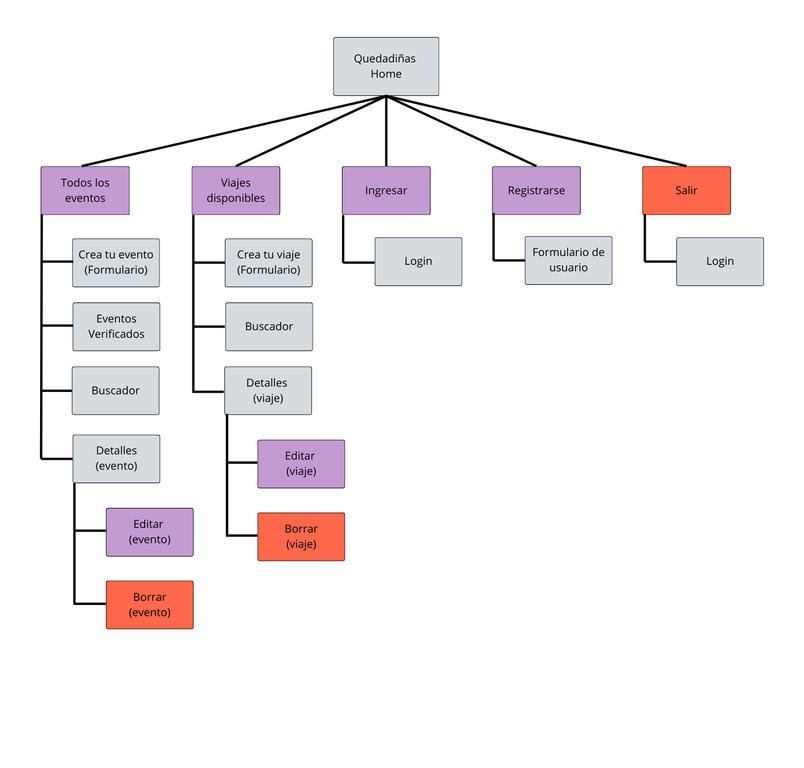 Quedadiñas
Home
Todos los
eventos
Viajes
disponibles
Ingresar
Registrarse
Salir
Crea tu evento
(Formulario)
Crea tu viaje
(Formulario)
Login
Formulario de
usuario
Login
Eventos
Verificados
Buscador
Buscador
Detalles
(viaje)
Detalles
(evento)
Editar
(viaje)
Editar
(evento)
Borrar
(viaje)
Borrar
(evento)